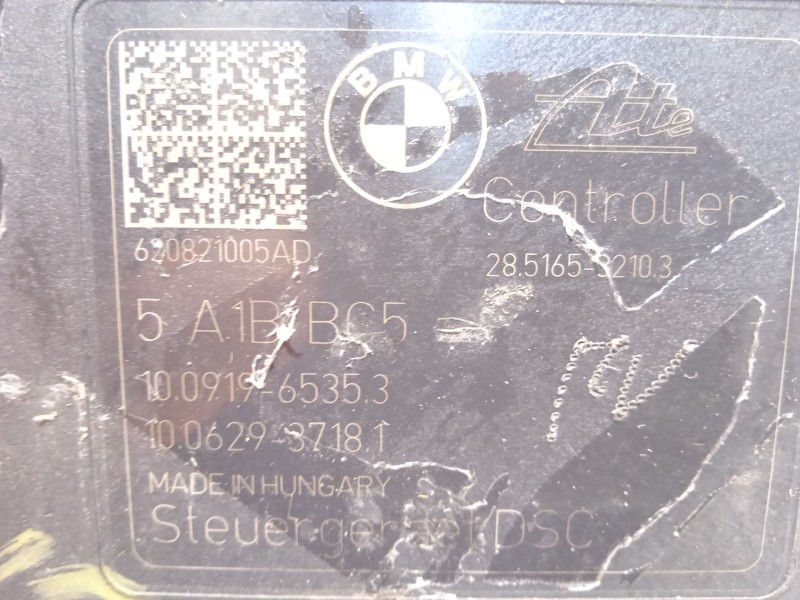 BMW
Ate
Controller
620821005AD
28.5165-3210.3
5 A1B BC5
10.0919-6535.3
10.0629-3718.1
MADE IN HUNGARY
Steuergeraet DSC